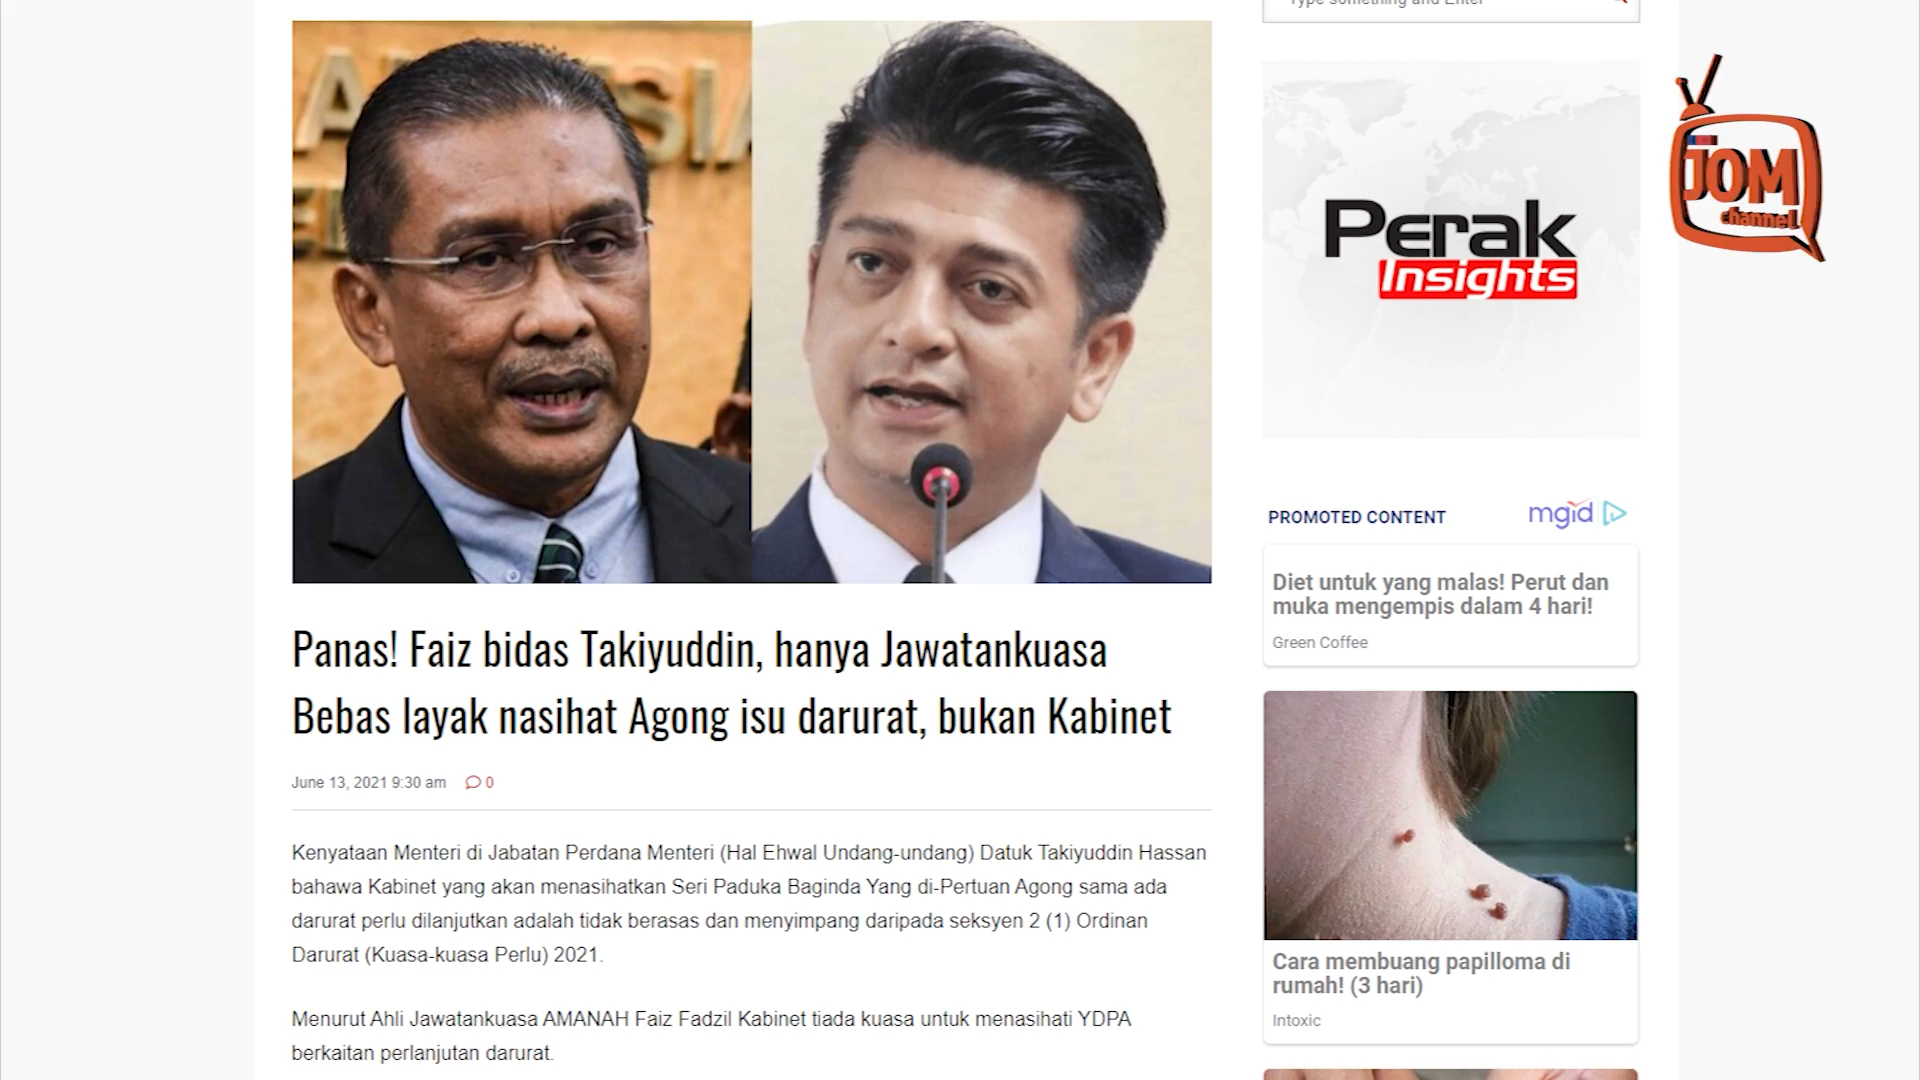 Type something and Enter
JOM
channel
Perak
Insights
PROMOTED CONTENT
mgid
Diet untuk yang malas! Perut dan
muka mengempis dalam 4 hari!
Green Coffee
Panas! Faiz bidas Takiyuddin, hanya Jawatankuasa
Bebas layak nasihat Agong isu darurat, bukan Kabinet
June 13, 2021 9:30 am 0
Kenyataan Menteri di Jabatan Perdana Menteri (Hal Ehwal Undang-undang) Datuk Takiyuddin Hassan
bahawa Kabinet yang akan menasihatkan Seri Paduka Baginda Yang di-Pertuan Agong sama ada
darurat perlu dilanjutkan adalah tidak berasas dan menyimpang daripada seksyen 2 (1) Ordinan
Darurat (Kuasa-kuasa Perlu) 2021.
Menurut Ahli Jawatankuasa AMANAH Faiz Fadzil Kabinet tiada kuasa untuk menasihati YDPA
berkaitan perlanjutan darurat.
Cara membuang papilloma di
rumah! (3 hari)
Intoxic